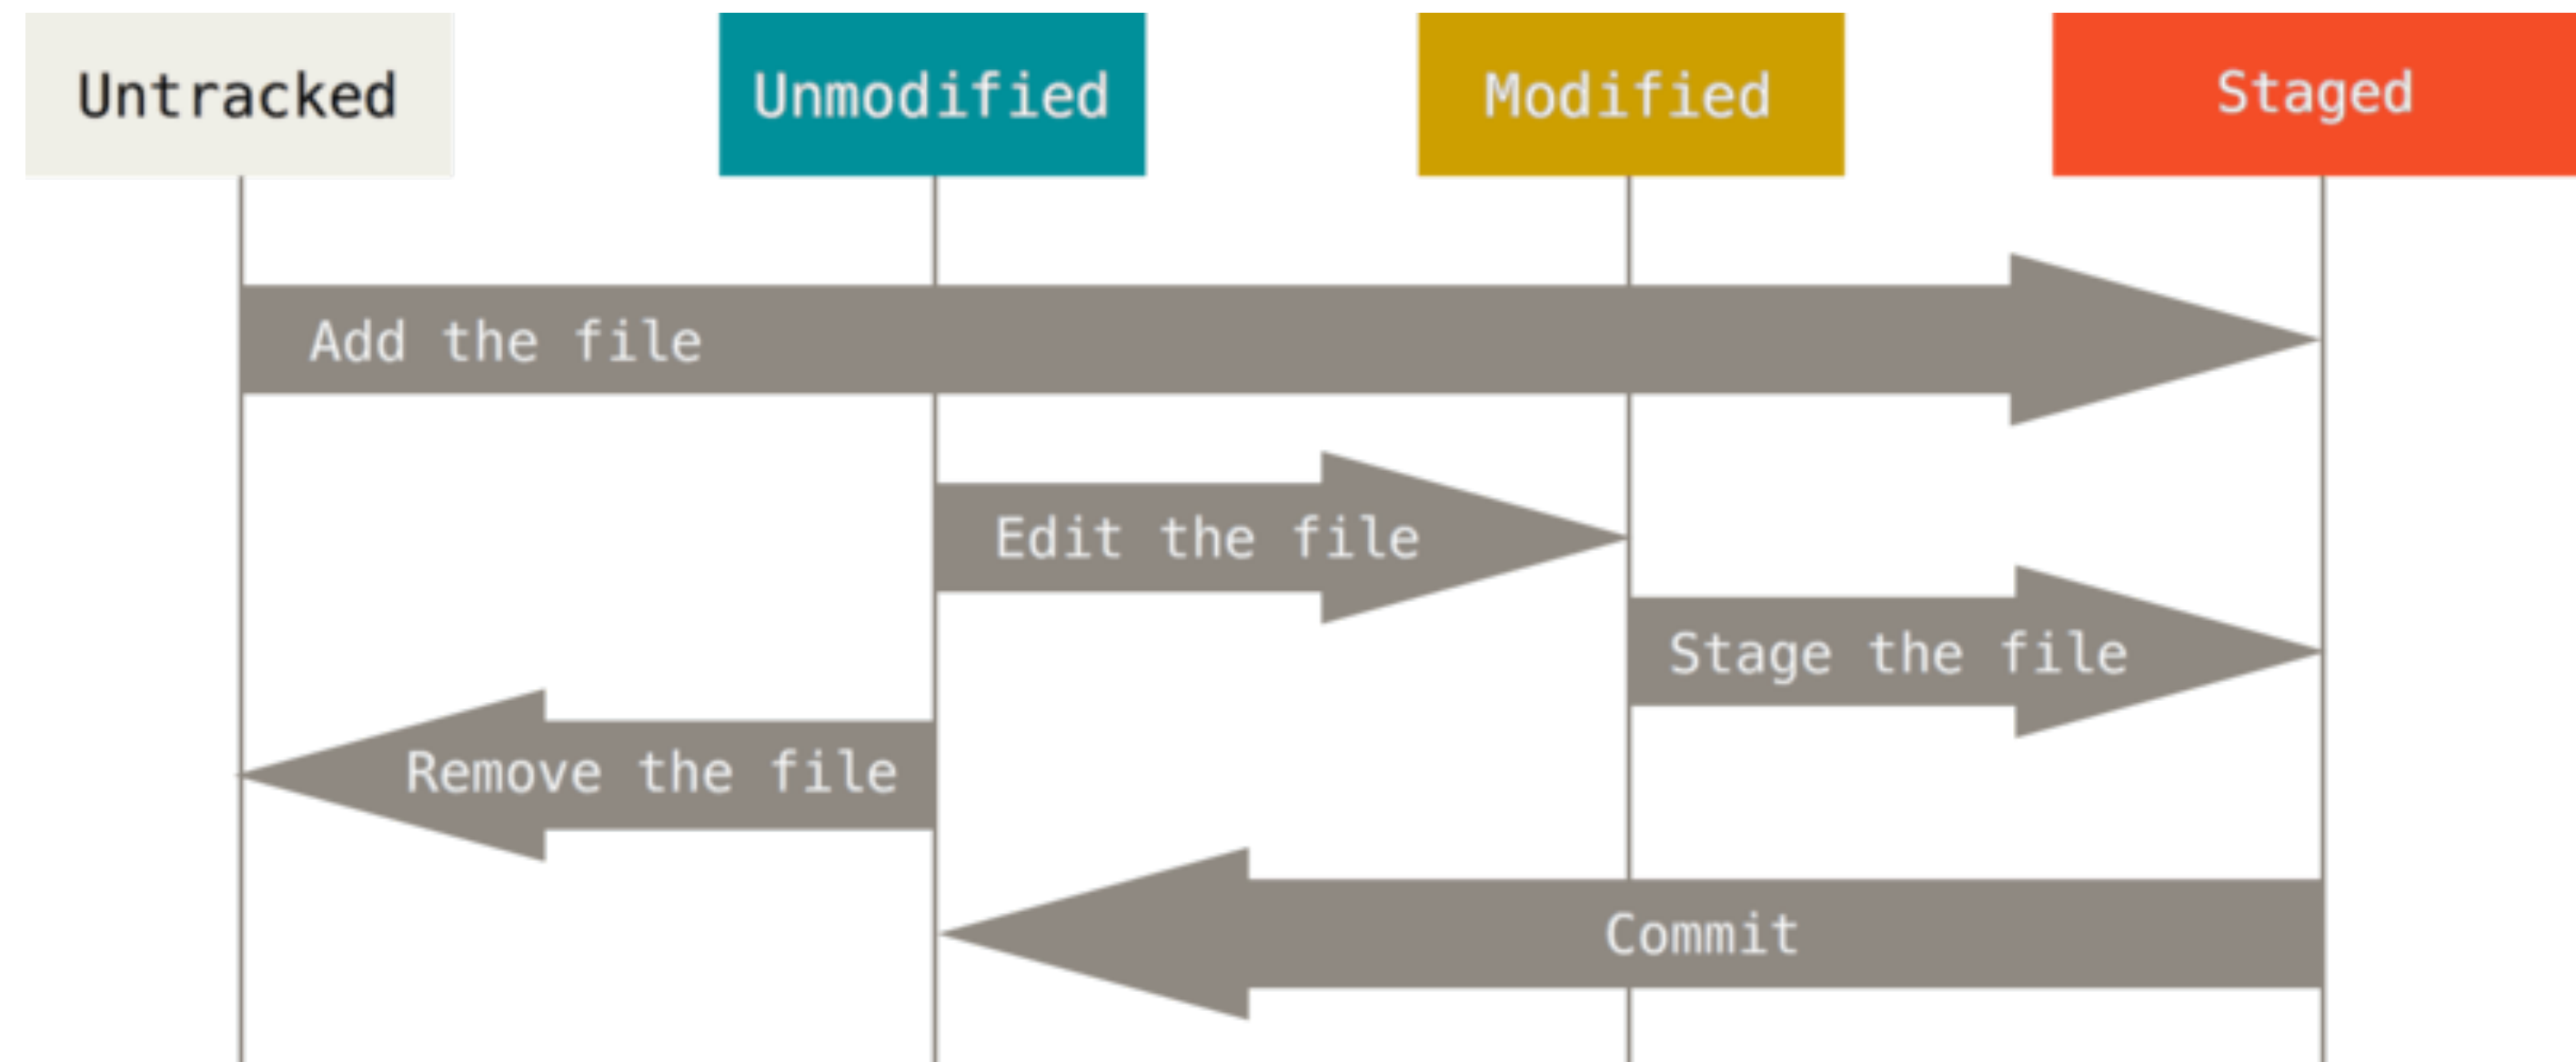 Untracked
Unmodified
Modified
Staged
Add the file
Edit the file
Stage the file
Remove the file
Commit